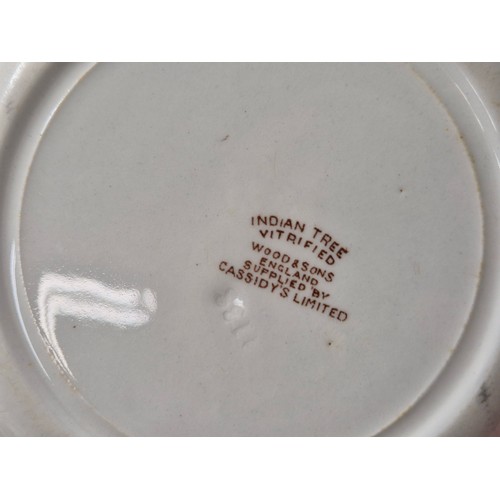 INDIAN TREE
VITRIFIED
WOOD & SONS
ENGLAND
SUPPLIED BY
CASSIDY'S LIMITED